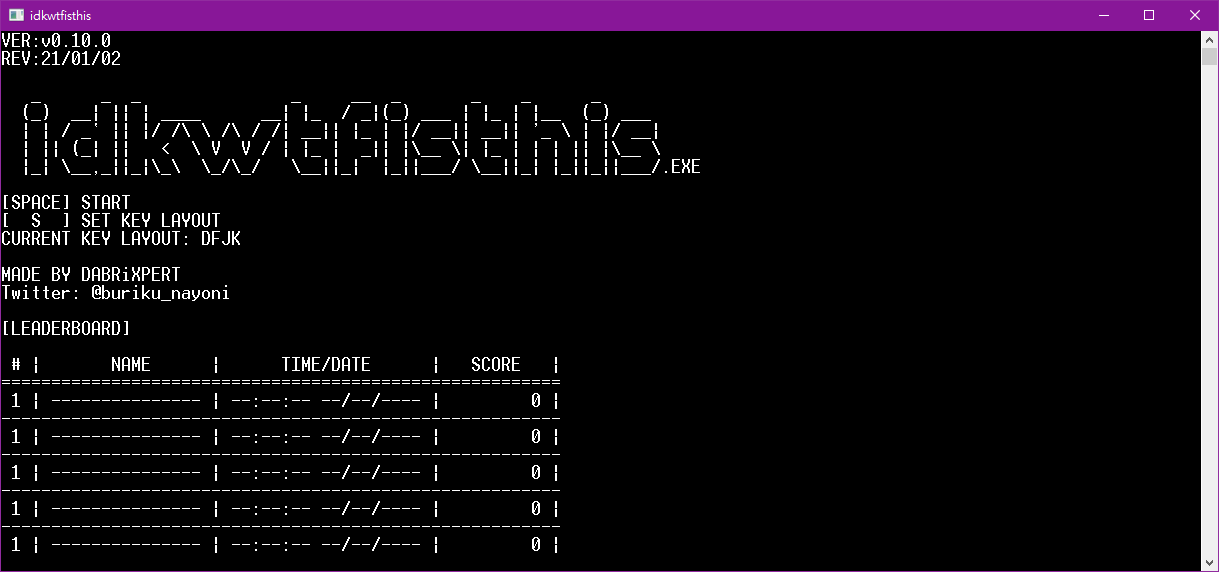 idkwtfisthis
VER:v0.10.0
REV:21/01/02
idkwtfisthis.EXE
[SPACE] START
[  S  ] SET KEY LAYOUT
CURRENT KEY LAYOUT: DFJK
MADE BY DABRiXPERT
Twitter: @buriku_nayoni
[LEADERBOARD]
# | NAME | TIME/DATE | SCORE |
========================================================
1 | --------------- | --:--:-- --/--/---- | 0 |
--------------------------------------------------------
1 | --------------- | --:--:-- --/--/---- | 0 |
--------------------------------------------------------
1 | --------------- | --:--:-- --/--/---- | 0 |
--------------------------------------------------------
1 | --------------- | --:--:-- --/--/---- | 0 |
--------------------------------------------------------
1 | --------------- | --:--:-- --/--/---- | 0 |